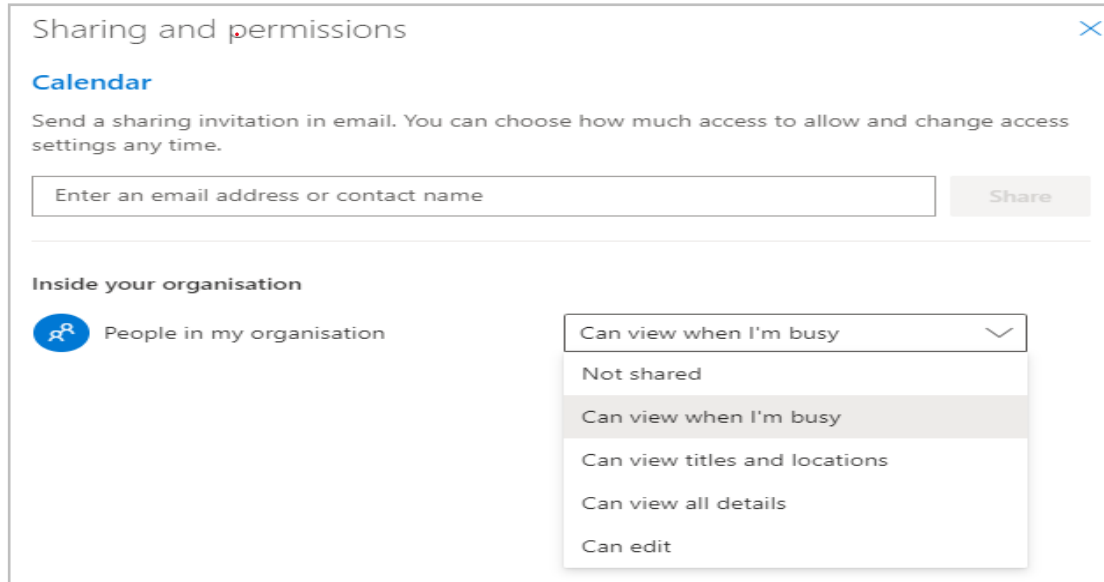 Sharing and permissions
Calendar
Send a sharing invitation in email. You can choose how much access to allow and change access
settings any time.
Enter an email address or contact name
Share
Inside your organisation
People in my organisation
Can view when I'm busy
Not shared
Can view when I'm busy
Can view titles and locations
Can view all details
Can edit